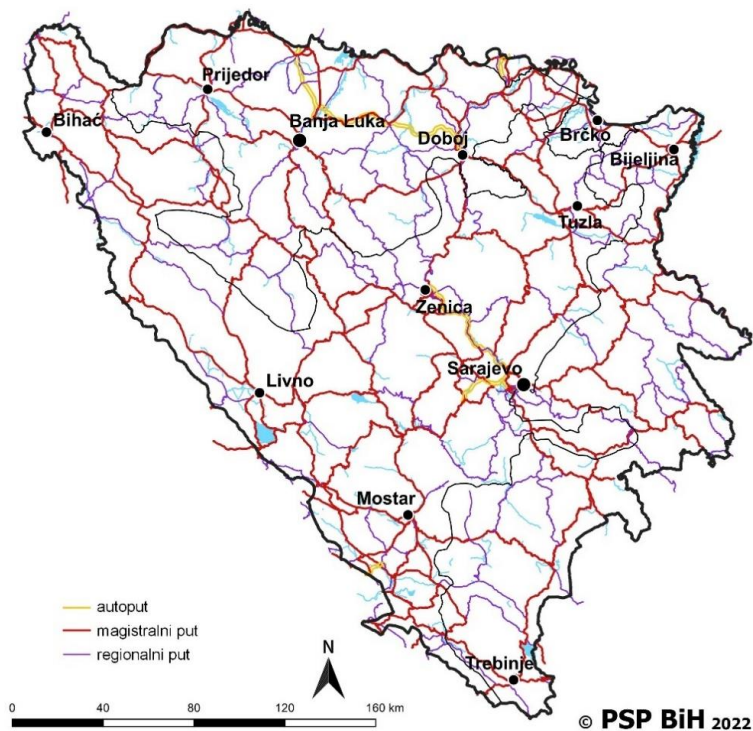 Prijedor
Bihać
Banja Luka
Doboj
Brčko
Bijeljina
Tuzla
Zenica
Sarajevo
Livno
Mostar
autoput
magistralni put
regionalni put
N
Trebinje
0 40 80 160 km
© PSP BiH 2022